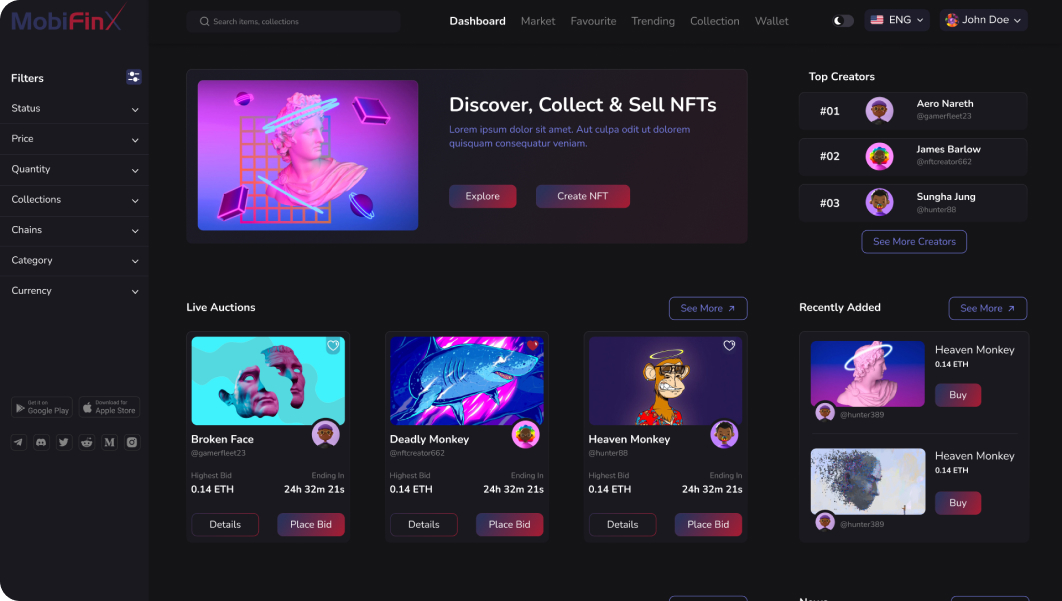 MobiFinX
Search items, collections
Dashboard Market Favourite Trending Collection Wallet
ENG
John Doe
Filters
Status
Price
Quantity
Collections
Chains
Category
Currency
Get it on
Google Play
Download for
Apple Store
Discover, Collect & Sell NFTs
Lorem ipsum dolor sit amet. Aut culpa odit ut dolorem
quisquam consequatur veniam.
Explore
Create NFT
Top Creators
#01
Aero Nareth
@gamerfleet23
#02
James Barlow
@nftcreator662
#03
Sungha Jung
@hunter88
See More Creators
Live Auctions
See More
Broken Face
@gamerfleet23
Highest Bid Ending In
0.14 ETH 24h 32m 21s
Details Place Bid
Deadly Monkey
@nftcreator662
Highest Bid Ending In
0.14 ETH 24h 32m 21s
Details Place Bid
Heaven Monkey
@hunter88
Highest Bid Ending In
0.14 ETH 24h 32m 21s
Details Place Bid
Recently Added
See More
Heaven Monkey
0.14 ETH
Buy
@hunter389
Heaven Monkey
0.14 ETH
Buy
@hunter389